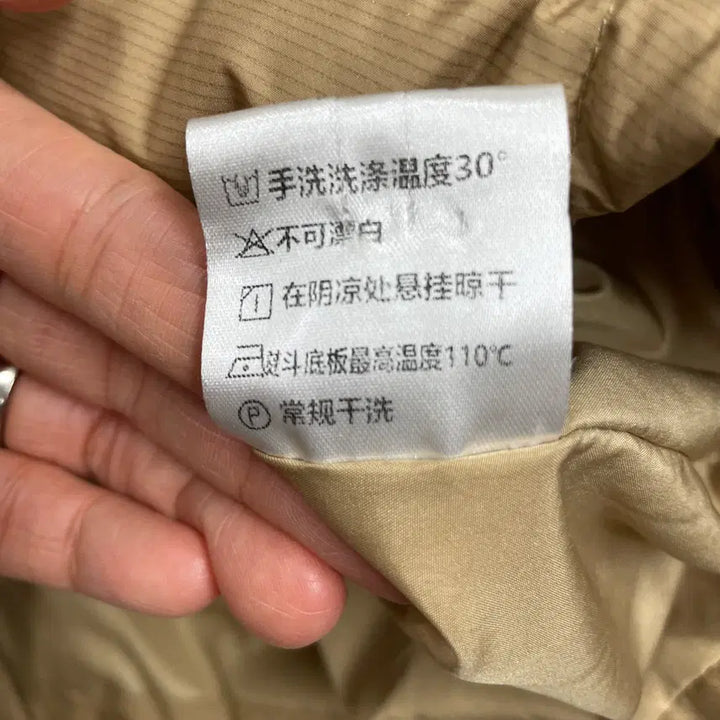 手洗洗涤温度30°
不可漂白
在阴凉处悬挂晾干
熨斗底板最高温度110℃
Ⓟ 常规干洗